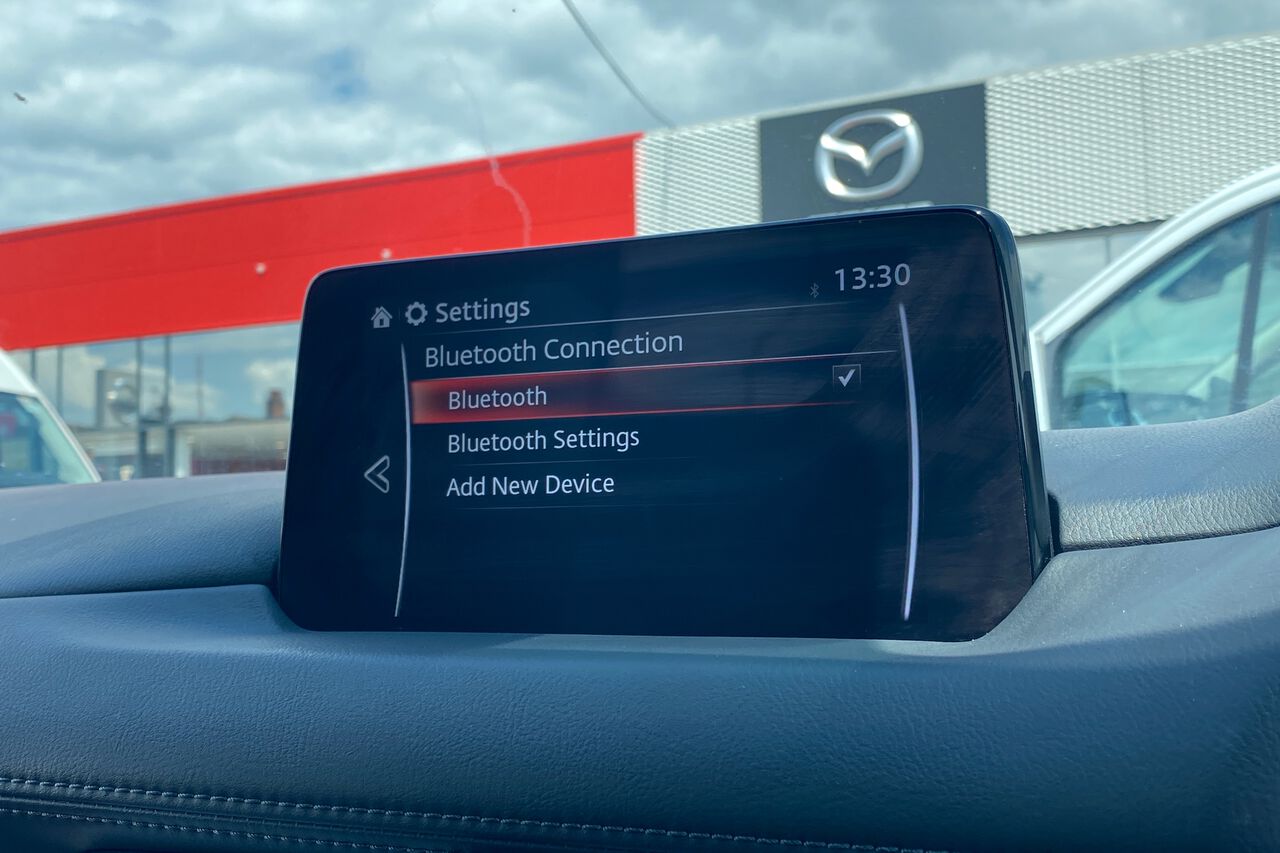 Settings
13:30
Bluetooth Connection
Bluetooth
Bluetooth Settings
Add New Device